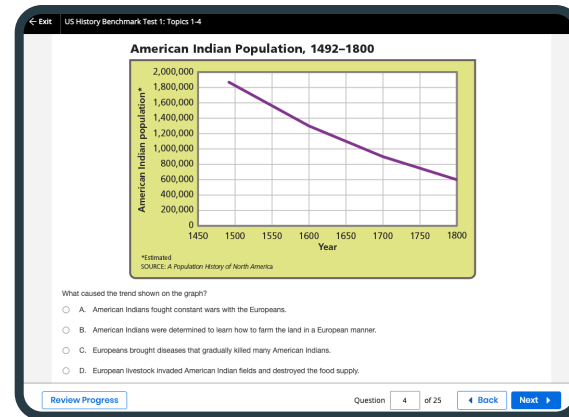 ← Exit US History Benchmark Test 1: Topics 1-4
American Indian Population, 1492–1800
American Indian population*
2,000,000
1,800,000
1,600,000
1,400,000
1,200,000
1,000,000
800,000
600,000
400,000
200,000
0
1450 1500 1550 1600 1650 1700 1750 1800
Year
*Estimated
SOURCE: A Population History of North America
What caused the trend shown on the graph?
A. American Indians fought constant wars with the Europeans.
B. American Indians were determined to learn how to farm the land in a European manner.
C. Europeans brought diseases that gradually killed many American Indians.
D. European livestock invaded American Indian fields and destroyed the food supply.
Review Progress Question 4 of 25 Back Next